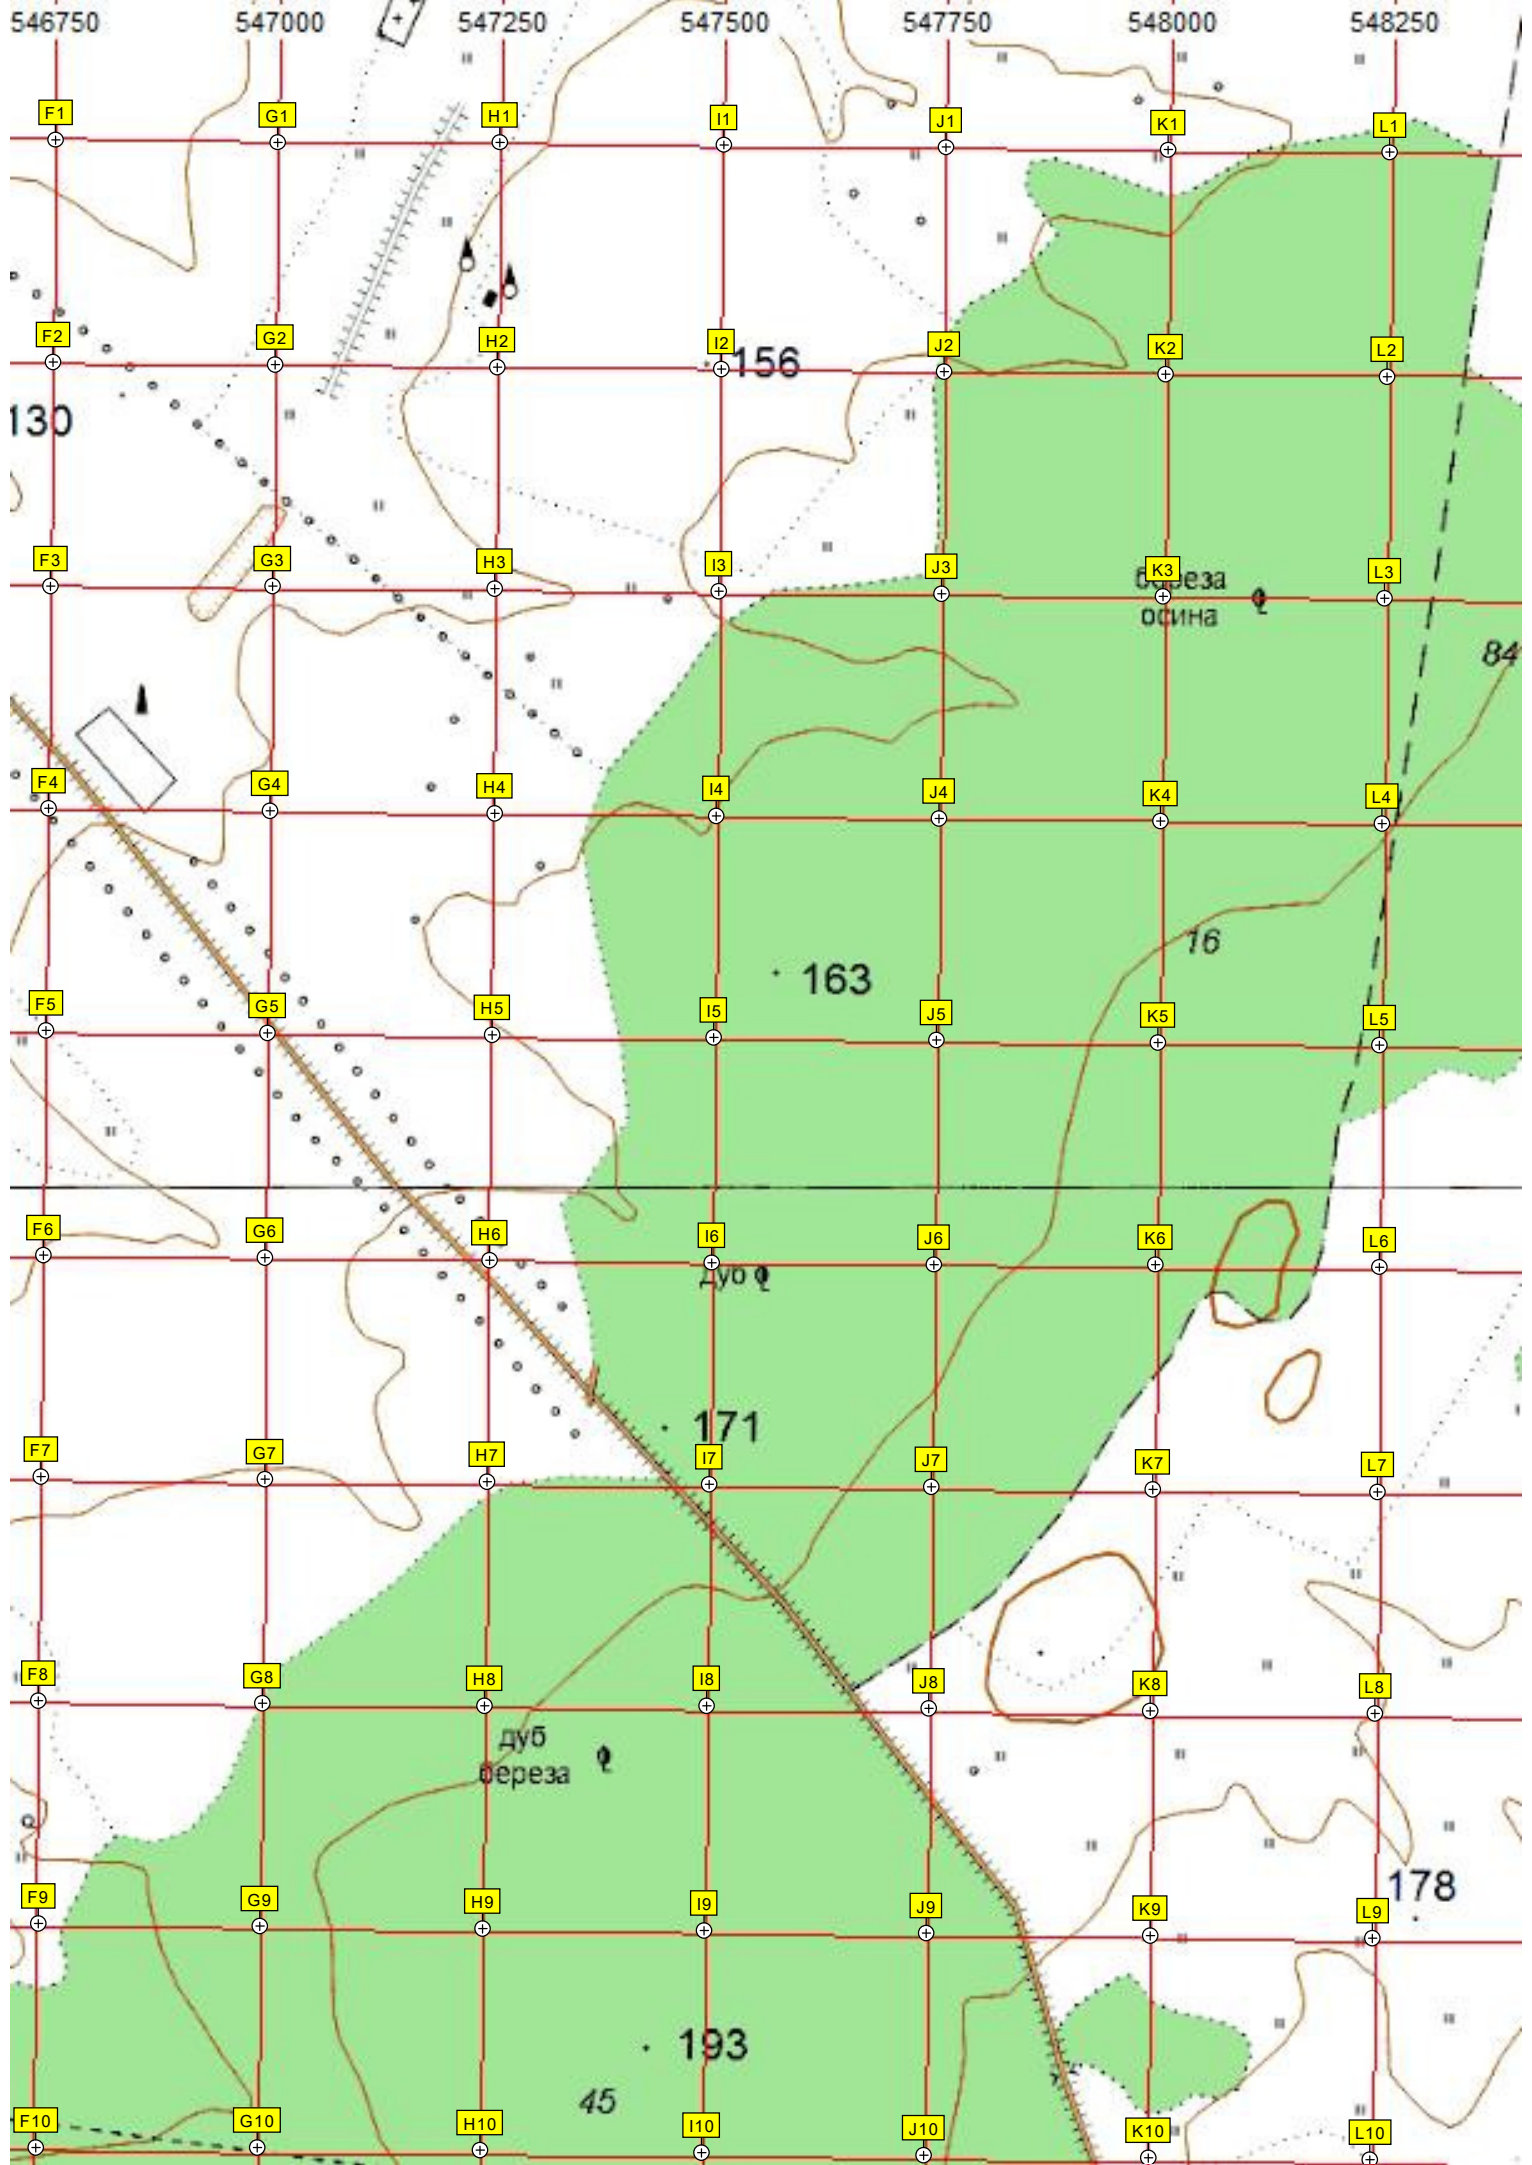 546750 547000 547250 547500 547750 548000 548250
F1 G1 H1 I1 J1 K1 L1
F2 G2 H2 I2 J2 K2 L2
156
130
F3 G3 H3 I3 J3 K3 L3
береза
осина
84
F4 G4 H4 I4 J4 K4 L4
16
163
F5 G5 H5 I5 J5 K5 L5
F6 G6 H6 I6 J6 K6 L6
дуб
171
F7 G7 H7 I7 J7 K7 L7
F8 G8 H8 I8 J8 K8 L8
дуб
береза
178
F9 G9 H9 I9 J9 K9 L9
193
45
F10 G10 H10 I10 J10 K10 L10